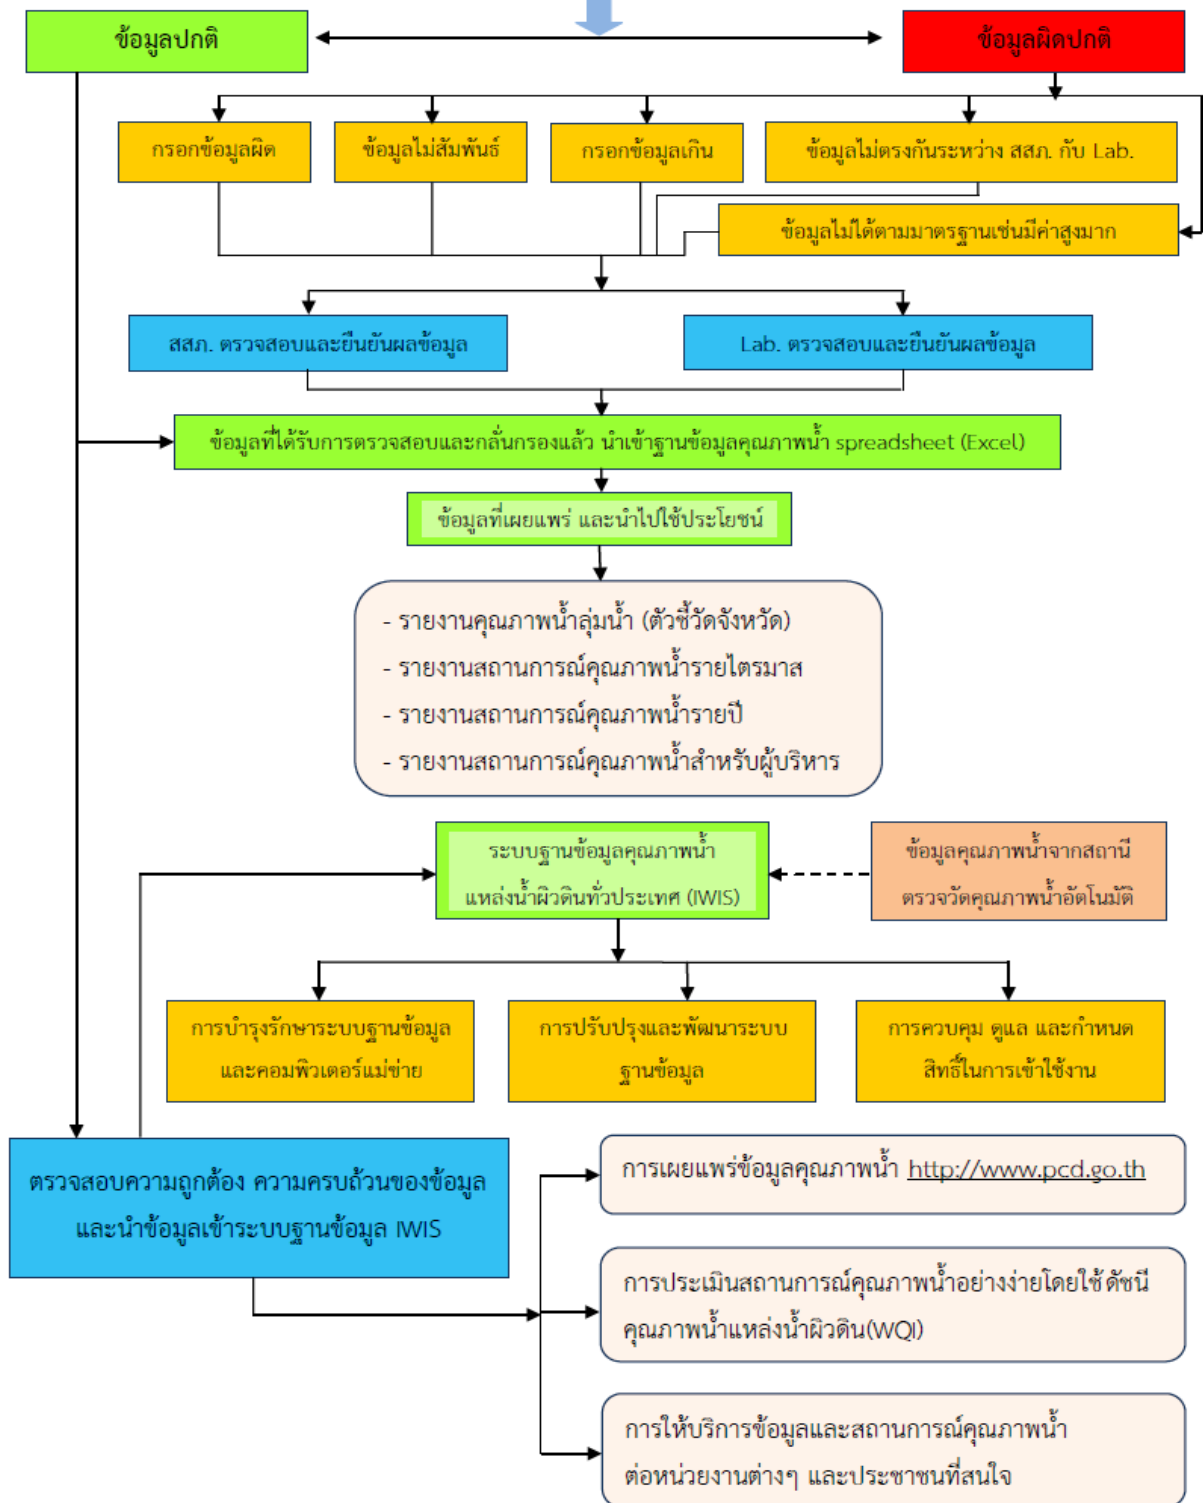 ข้อมูลปกติ
ข้อมูลผิดปกติ
กรอกข้อมูลผิด
ข้อมูลไม่สัมพันธ์
กรอกข้อมูลเกิน
ข้อมูลไม่ตรงกันระหว่าง สสภ. กับ Lab.
ข้อมูลไม่ได้ตามมาตรฐานเช่นมีค่าสูงมาก
สสภ. ตรวจสอบและยืนยันผลข้อมูล
Lab. ตรวจสอบและยืนยันผลข้อมูล
ข้อมูลที่ได้รับการตรวจสอบและกลั่นกรองแล้ว นำเข้าฐานข้อมูลคุณภาพน้ำ spreadsheet (Excel)
ข้อมูลที่เผยแพร่ และนำไปใช้ประโยชน์
- รายงานคุณภาพน้ำลุ่มน้ำ (ตัวชี้วัดจังหวัด)
- รายงานสถานการณ์คุณภาพน้ำรายไตรมาส
- รายงานสถานการณ์คุณภาพน้ำรายปี
- รายงานสถานการณ์คุณภาพน้ำสำหรับผู้บริหาร
ระบบฐานข้อมูลคุณภาพน้ำ
แหล่งน้ำผิวดินทั่วประเทศ (IWIS)
ข้อมูลคุณภาพน้ำจากสถานี
ตรวจวัดคุณภาพน้ำอัตโนมัติ
การบำรุงรักษาระบบฐานข้อมูล
และคอมพิวเตอร์แม่ข่าย
การปรับปรุงและพัฒนาระบบ
ฐานข้อมูล
การควบคุม ดูแล และกำหนด
สิทธิ์ในการเข้าใช้งาน
ตรวจสอบความถูกต้อง ความครบถ้วนของข้อมูล
และนำข้อมูลเข้าระบบฐานข้อมูล IWIS
การเผยแพร่ข้อมูลคุณภาพน้ำ http://www.pcd.go.th
การประเมินสถานการณ์คุณภาพน้ำอย่างง่ายโดยใช้ดัชนี
คุณภาพน้ำแหล่งน้ำผิวดิน(WQI)
การให้บริการข้อมูลและสถานการณ์คุณภาพน้ำ
ต่อหน่วยงานต่างๆ และประชาชนที่สนใจ